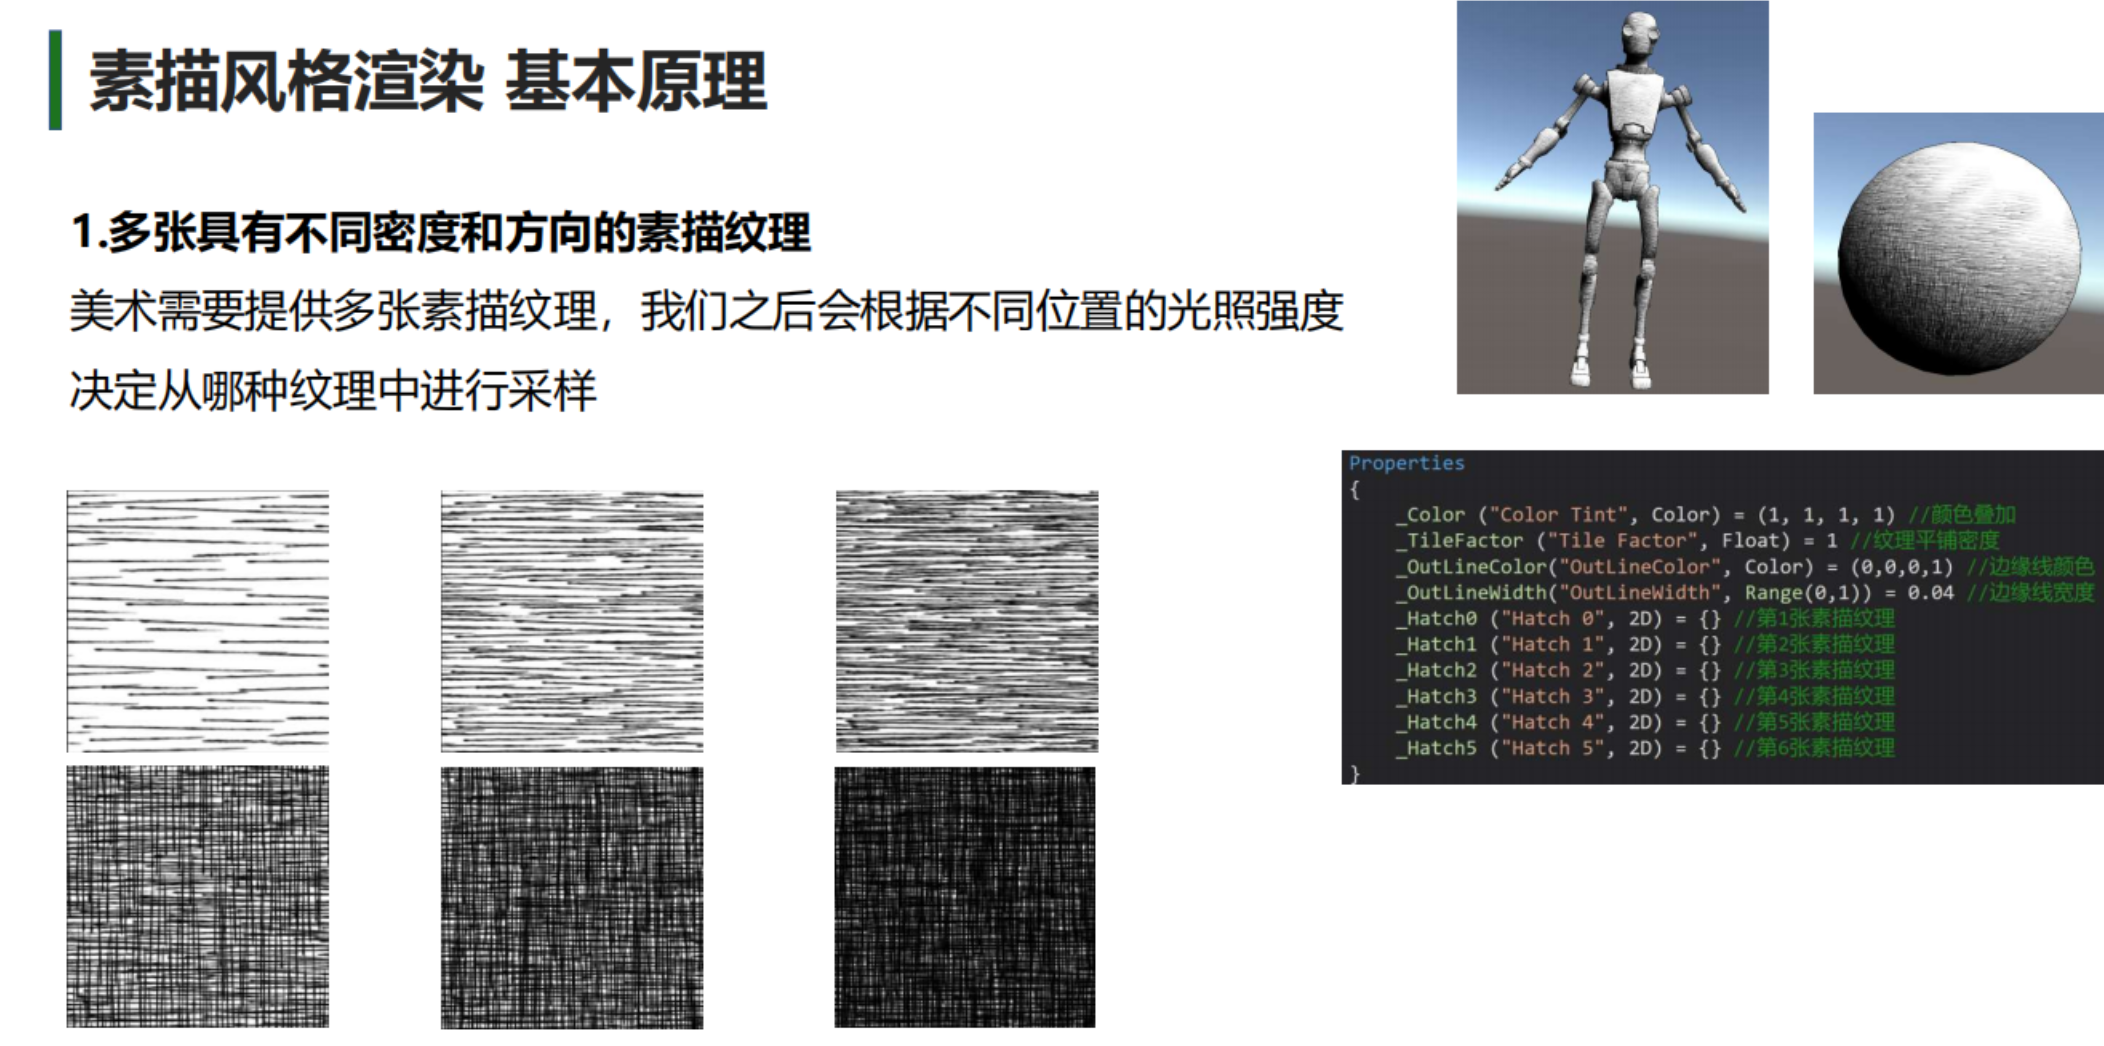 素描风格渲染 基本原理
1.多张具有不同密度和方向的素描纹理
美术需要提供多张素描纹理，我们之后会根据不同位置的光照强度
决定从哪种纹理中进行采样
Properties
{
_Color ("Color Tint", Color) = (1, 1, 1, 1) //颜色叠加
_TileFactor ("Tile Factor", Float) = 1 //纹理平铺密度
_OutLineColor("OutLineColor", Color) = (0,0,0,1) //边缘线颜色
_OutLineWidth("OutLineWidth", Range(0,1)) = 0.04 //边缘线宽度
_Hatch0 ("Hatch 0", 2D) = {} //第1张素描纹理
_Hatch1 ("Hatch 1", 2D) = {} //第2张素描纹理
_Hatch2 ("Hatch 2", 2D) = {} //第3张素描纹理
_Hatch3 ("Hatch 3", 2D) = {} //第4张素描纹理
_Hatch4 ("Hatch 4", 2D) = {} //第5张素描纹理
_Hatch5 ("Hatch 5", 2D) = {} //第6张素描纹理
}